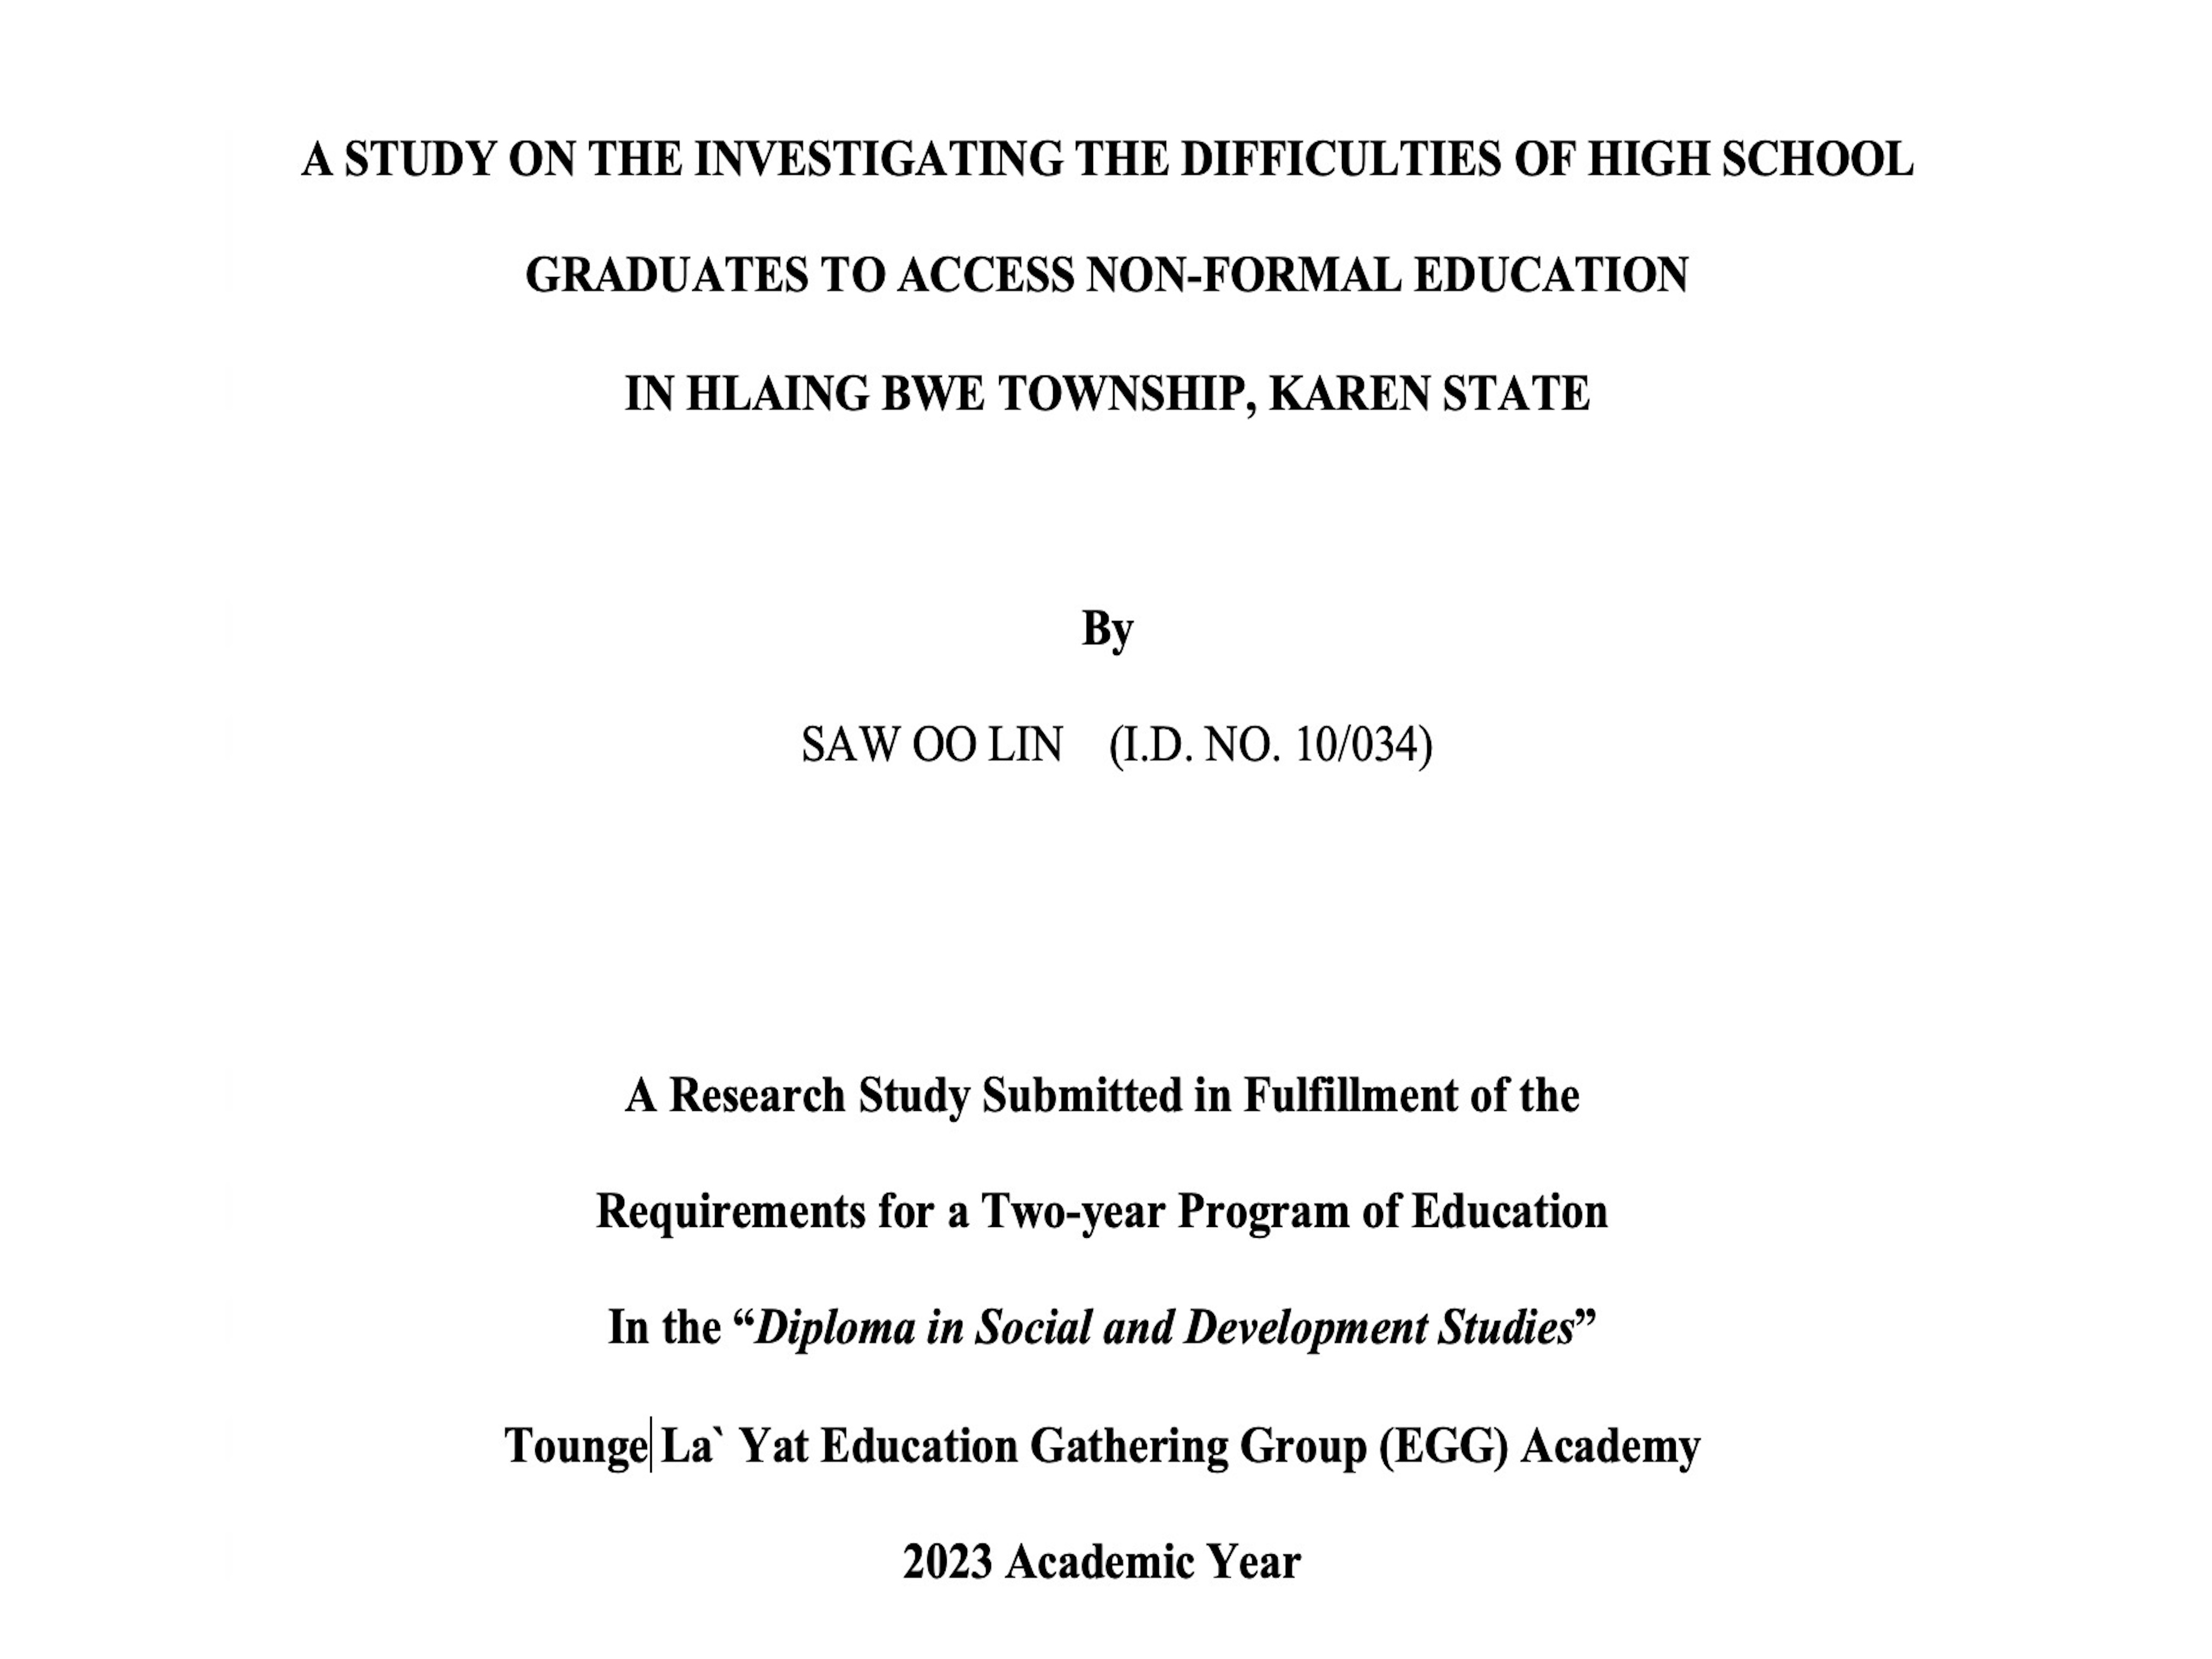 A STUDY ON THE INVESTIGATING THE DIFFICULTIES OF HIGH SCHOOL
GRADUATES TO ACCESS NON-FORMAL EDUCATION
IN HLAING BWE TOWNSHIP, KAREN STATE
By
SAW OO LIN (I.D. NO. 10/034)
A Research Study Submitted in Fulfillment of the
Requirements for a Two-year Program of Education
In the “Diploma in Social and Development Studies”
Tounge La` Yat Education Gathering Group (EGG) Academy
2023 Academic Year